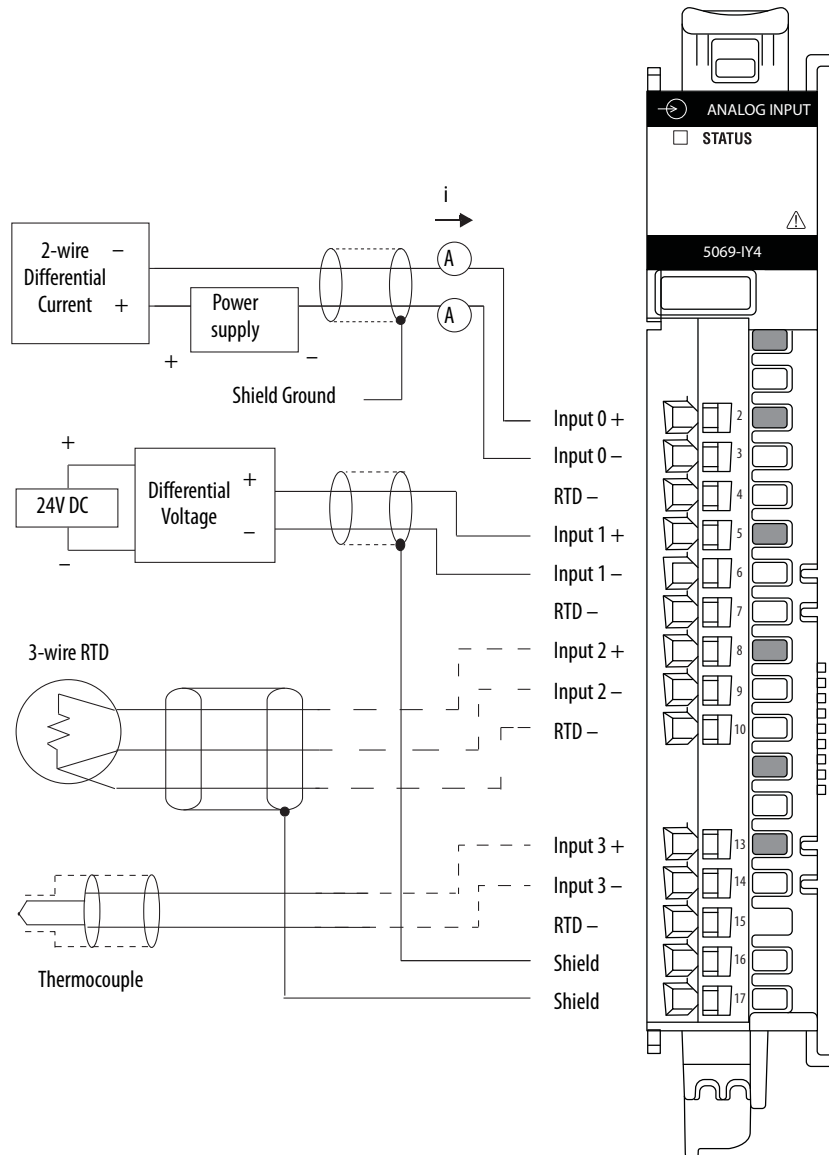 ANALOG INPUT
STATUS
5069-IY4
i
A
A
2-wire
Differential
Current
–
+
Power
supply
+
–
Shield Ground
+
24V DC
–
Differential
Voltage
+
–
3-wire RTD
Thermocouple
Input 0 +
2
Input 0 –
3
RTD –
4
Input 1 +
5
Input 1 –
6
RTD –
7
Input 2 +
8
Input 2 –
9
RTD –
10
Input 3 +
13
Input 3 –
14
RTD –
15
Shield
16
Shield
17